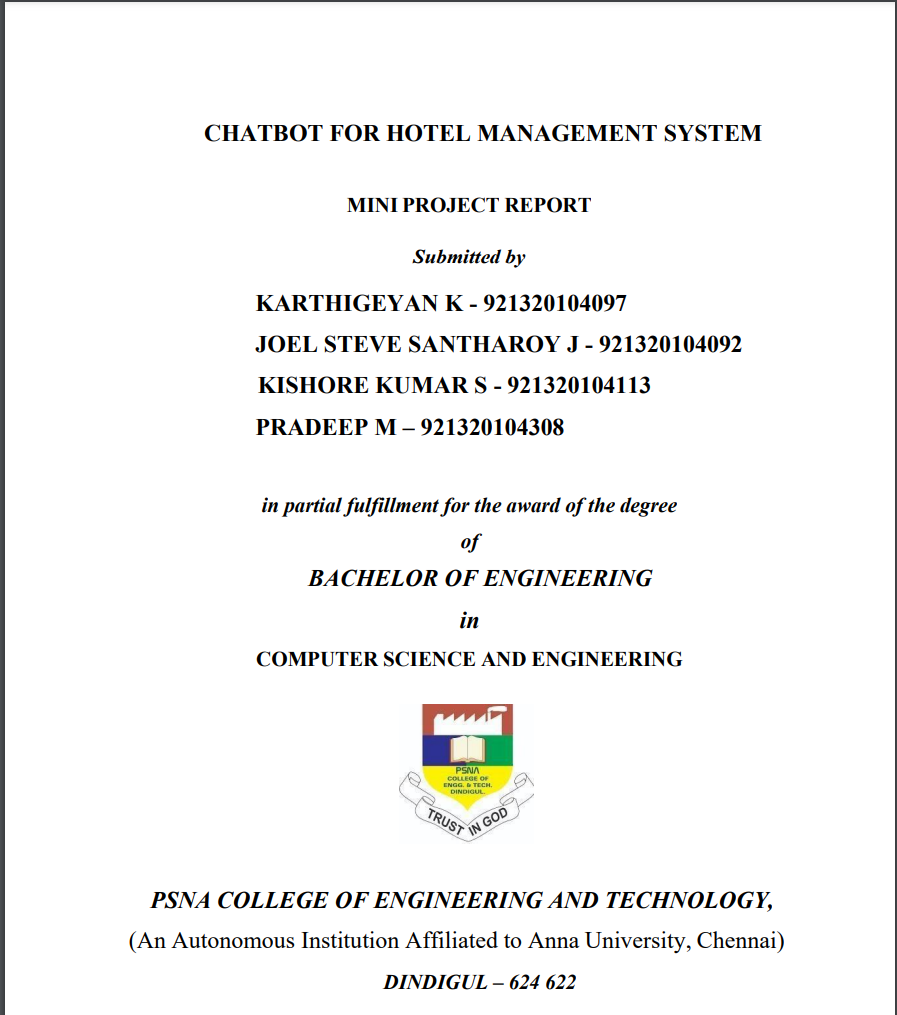 CHATBOT FOR HOTEL MANAGEMENT SYSTEM
MINI PROJECT REPORT
Submitted by
KARTHIGEYAN K - 921320104097
JOEL STEVE SANTHAROY J - 921320104092
KISHORE KUMAR S - 921320104113
PRADEEP M – 921320104308
in partial fulfillment for the award of the degree
of
BACHELOR OF ENGINEERING
in
COMPUTER SCIENCE AND ENGINEERING
PSNA
COLLEGE OF
ENGG. & TECH.
DINDIGUL.
TRUST IN GOD
PSNA COLLEGE OF ENGINEERING AND TECHNOLOGY,
(An Autonomous Institution Affiliated to Anna University, Chennai)
DINDIGUL – 624 622